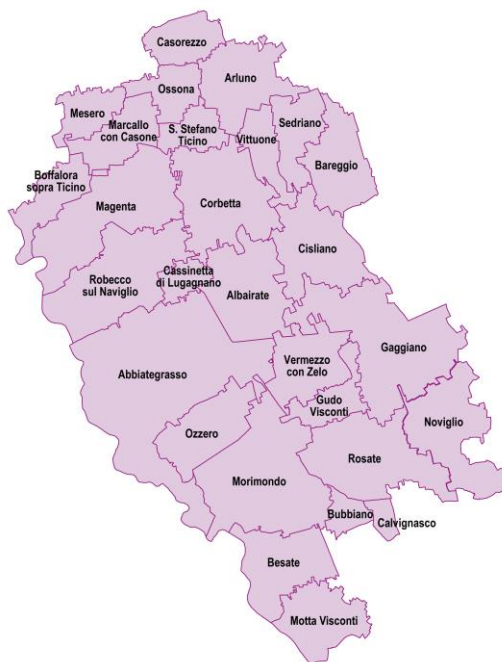 Casorezzo
Ossona
Arluno
Mesero
Marcallo
con Casone
S. Stefano
Ticino
Vittuone
Sedriano
Bareggio
Boffalora
sopra Ticino
Magenta
Corbetta
Cisliano
Robecco
sul Naviglio
Cassinetta
di Lugagnano
Albairate
Abbiategrasso
Vermezzo
con Zelo
Gaggiano
Gudo
Visconti
Noviglio
Ozzero
Rosate
Morimondo
Bubbiano
Calvignasco
Besate
Motta Visconti